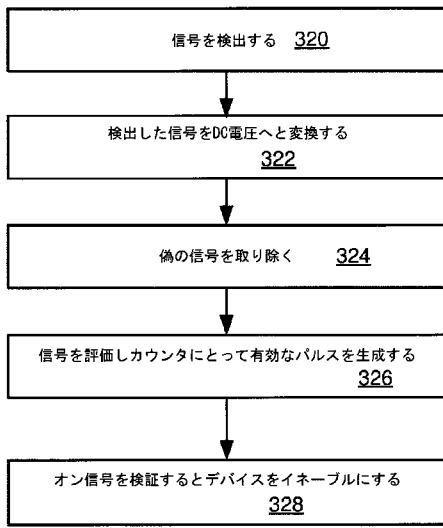 信号を検出する 320
検出した信号をDC電圧へと変換する
322
偽の信号を取り除く 324
信号を評価しカウンタにとって有効なパルスを生成する
326
オン信号を検証するとデバイスをイネーブルにする
328